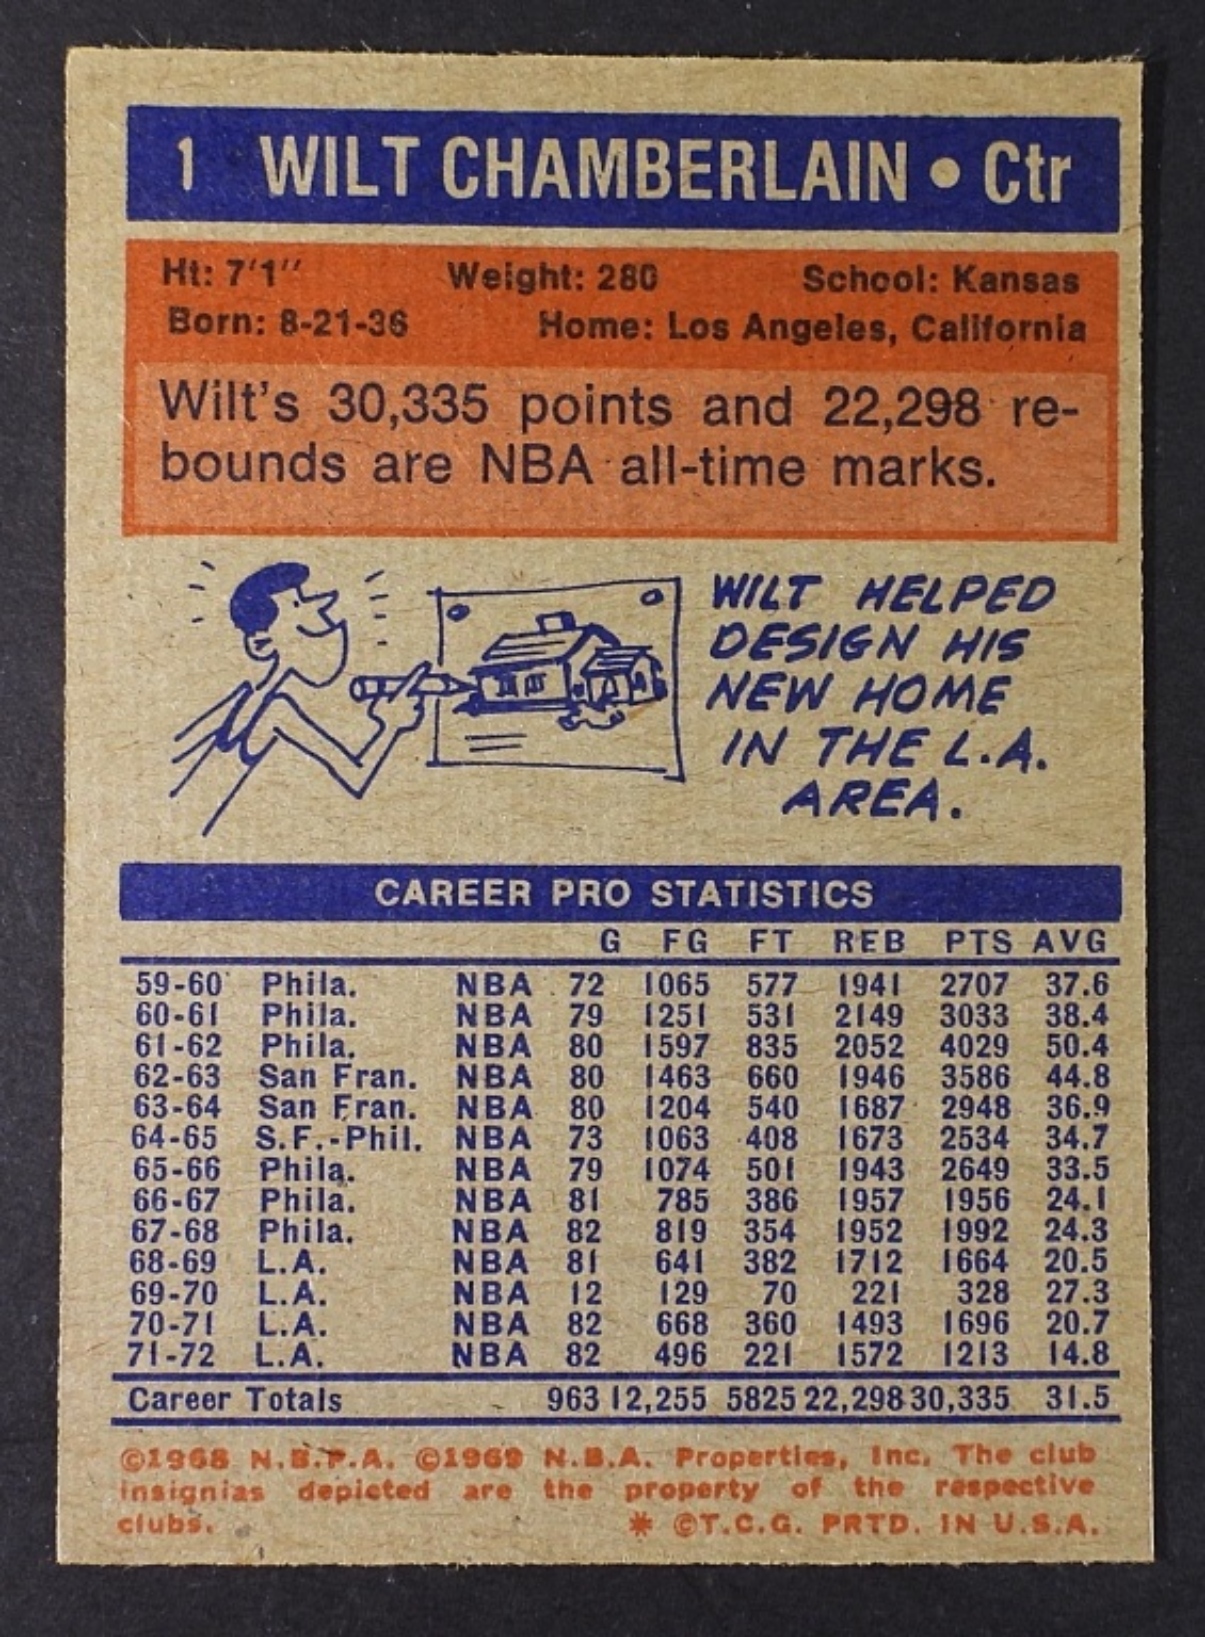 1 WILT CHAMBERLAIN • Ctr
Ht: 7'1" Weight: 280 School: Kansas
Born: 8-21-36 Home: Los Angeles, California
Wilt's 30,335 points and 22,298 re-
bounds are NBA all-time marks.
WILT HELPED
DESIGN HIS
NEW HOME
IN THE L.A.
AREA.
CAREER PRO STATISTICS
G FG FT REB PTS AVG
59-60 Phila. NBA 72 1065 577 1941 2707 37.6
60-61 Phila. NBA 79 1251 531 2149 3033 38.4
61-62 Phila. NBA 80 1597 835 2052 4029 50.4
62-63 San Fran. NBA 80 1463 660 1946 3586 44.8
63-64 San Fran. NBA 80 1204 540 1687 2948 36.9
64-65 S.F.-Phil. NBA 73 1063 408 1673 2534 34.7
65-66 Phila. NBA 79 1074 501 1943 2649 33.5
66-67 Phila. NBA 81 785 386 1957 1956 24.1
67-68 Phila. NBA 82 819 354 1952 1992 24.3
68-69 L.A. NBA 81 641 382 1712 1664 20.5
69-70 L.A. NBA 12 129 70 221 328 27.3
70-71 L.A. NBA 82 668 360 1493 1696 20.7
71-72 L.A. NBA 82 496 221 1572 1213 14.8
Career Totals 963 12,255 5825 22,298 30,335 31.5
©1968 N.B.P.A. ©1969 N.B.A. Properties, Inc. The club
insignias depicted are the property of the respective
clubs. * ©T.C.G. PRTD. IN U.S.A.